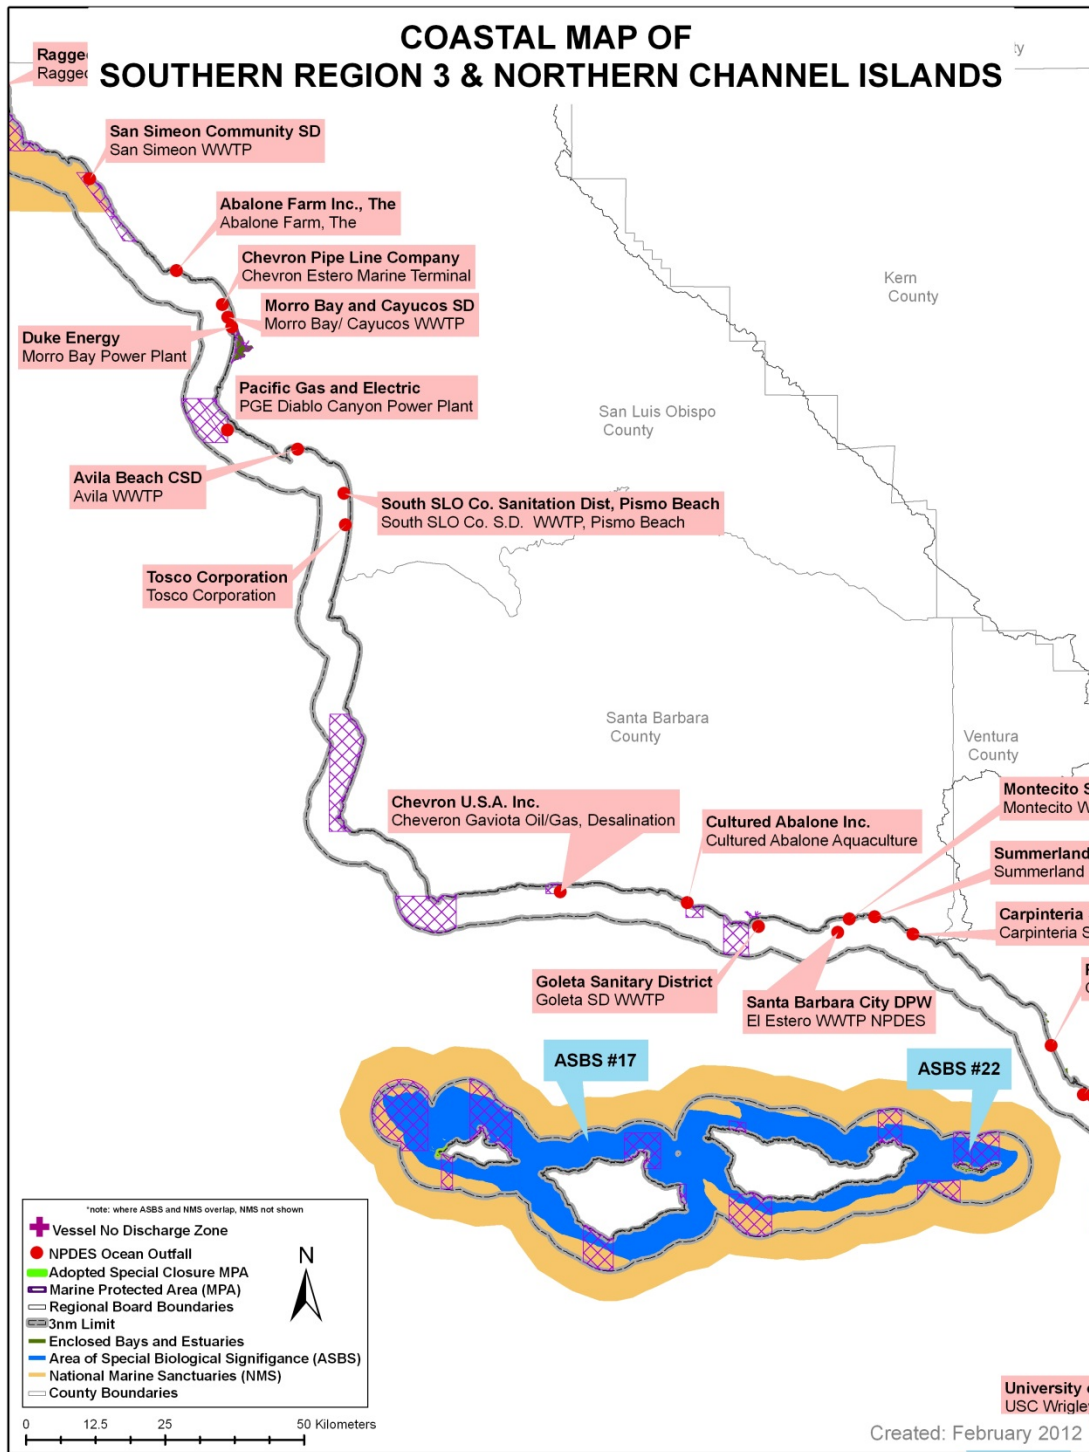 COASTAL MAP OF
SOUTHERN REGION 3 & NORTHERN CHANNEL ISLANDS
San Simeon Community SD
San Simeon WWTP
Abalone Farm Inc., The
Abalone Farm, The
Chevron Pipe Line Company
Chevron Estero Marine Terminal
Morro Bay and Cayucos SD
Morro Bay/ Cayucos WWTP
Duke Energy
Morro Bay Power Plant
Kern
County
Pacific Gas and Electric
PGE Diablo Canyon Power Plant
San Luis Obispo
County
Avila Beach CSD
Avila WWTP
South SLO Co. Sanitation Dist, Pismo Beach
South SLO Co. S.D. WWTP, Pismo Beach
Tosco Corporation
Tosco Corporation
Santa Barbara
County
Ventura
County
Chevron U.S.A. Inc.
Cheveron Gaviota Oil/Gas, Desalination
Cultured Abalone Inc.
Cultured Abalone Aquaculture
Montecito S
Montecito W
Summerland
Summerland
Carpinteria
Carpinteria S
Goleta Sanitary District
Goleta SD WWTP
Santa Barbara City DPW
El Estero WWTP NPDES
ASBS #17
ASBS #22
*note: where ASBS and NMS overlap, NMS not shown
Vessel No Discharge Zone
NPDES Ocean Outfall
Adopted Special Closure MPA
Marine Protected Area (MPA)
Regional Board Boundaries
3nm Limit
Enclosed Bays and Estuaries
Area of Special Biological Signifigance (ASBS)
National Marine Sanctuaries (NMS)
County Boundaries
N
0 12.5 25 50 Kilometers
University
USC Wrigley
Created: February 2012